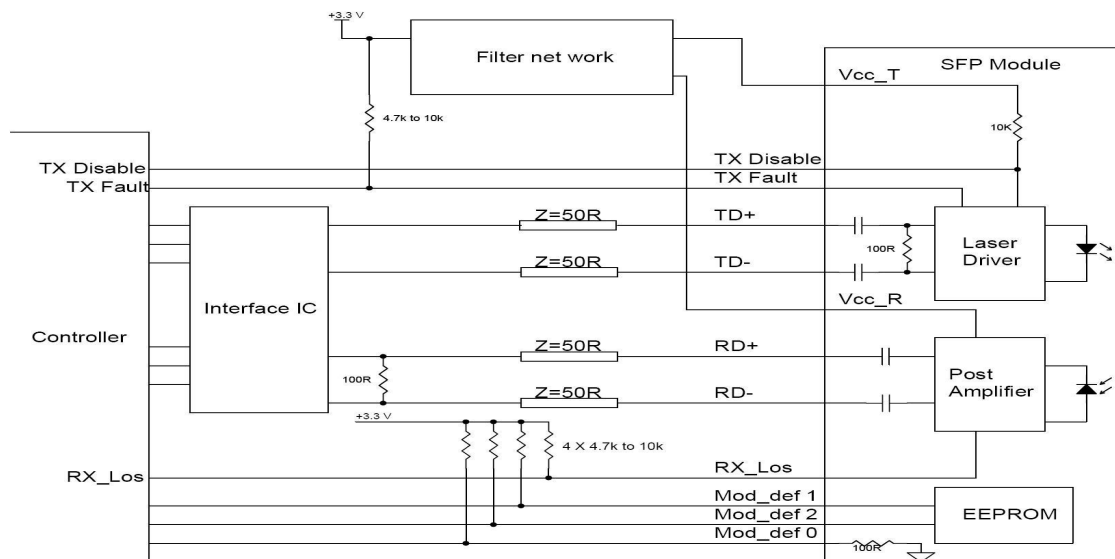 +3.3 V
Filter net work
SFP Module
Vcc_T
4.7k to 10k
10K
TX Disable
TX Disable
TX Fault
TX Fault
Z=50R
TD+
100R
Laser
Driver
Z=50R
TD-
Interface IC
Vcc_R
Controller
Z=50R
RD+
100R
Post
Amplifier
Z=50R
RD-
+3.3 V
4 X 4.7k to 10k
RX_Los
RX_Los
Mod_def 1
Mod_def 2
EEPROM
Mod_def 0
100R